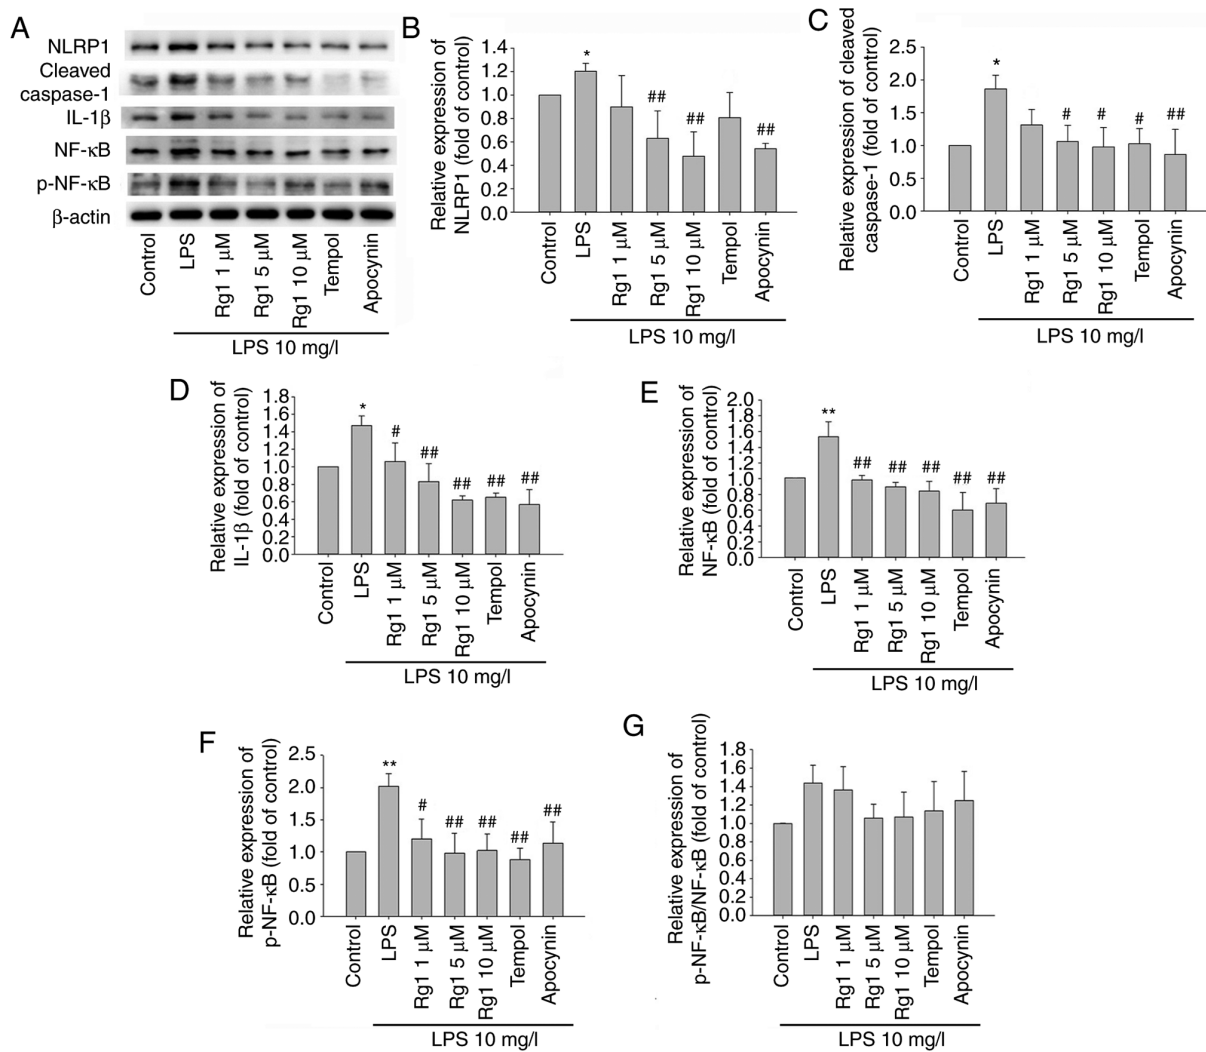 A
NLRP1
Cleaved
caspase-1
IL-1β
NF-κB
p-NF-κB
β-actin
Control
LPS
Rg1 1 μM
Rg1 5 μM
Rg1 10 μM
Tempol
Apocynin
LPS 10 mg/l
B
Relative expression of
NLRP1 (fold of control)
1.4
1.2
1.0
0.8
0.6
0.4
0.2
0.0
*
##
##
##
Control
LPS
Rg1 1 μM
Rg1 5 μM
Rg1 10 μM
Tempol
Apocynin
LPS 10 mg/l
C
Relative expression of cleaved
caspase-1 (fold of control)
2.5
2.0
1.5
1.0
0.5
0.0
*
#
#
#
##
Control
LPS
Rg1 1 μM
Rg1 5 μM
Rg1 10 μM
Tempol
Apocynin
LPS 10 mg/l
D
Relative expression of
IL-1β (fold of control)
1.8
1.6
1.4
1.2
1.0
0.8
0.6
0.4
0.2
0.0
*
#
##
##
##
##
Control
LPS
Rg1 1 μM
Rg1 5 μM
Rg1 10 μM
Tempol
Apocynin
LPS 10 mg/l
E
Relative expression of
NF-κB (fold of control)
2.0
1.8
1.6
1.4
1.2
1.0
0.8
0.6
0.4
0.2
0.0
**
##
##
##
##
##
Control
LPS
Rg1 1 μM
Rg1 5 μM
Rg1 10 μM
Tempol
Apocynin
LPS 10 mg/l
F
Relative expression of
p-NF-κB (fold of control)
2.5
2.0
1.5
1.0
0.5
0.0
**
#
##
##
##
##
Control
LPS
Rg1 1 μM
Rg1 5 μM
Rg1 10 μM
Tempol
Apocynin
LPS 10 mg/l
G
Relative expression of
p-NF-κB/NF-κB (fold of control)
1.8
1.6
1.4
1.2
1.0
0.8
0.6
0.4
0.2
0.0
Control
LPS
Rg1 1 μM
Rg1 5 μM
Rg1 10 μM
Tempol
Apocynin
LPS 10 mg/l